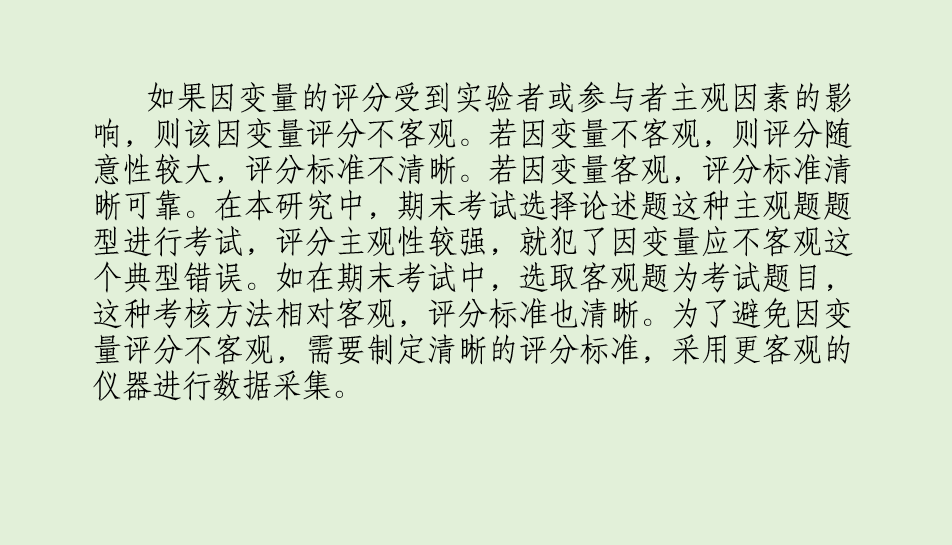 如果因变量的评分受到实验者或参与者主观因素的影
响，则该因变量评分不客观。若因变量不客观，则评分随
意性较大，评分标准不清晰。若因变量客观，评分标准清
晰可靠。在本研究中，期末考试选择论述题这种主观题题
型进行考试，评分主观性较强，就犯了因变量应不客观这
个典型错误。如在期末考试中，选取客观题为考试题目，
这种考核方法相对客观，评分标准也清晰。为了避免因变
量评分不客观，需要制定清晰的评分标准，采用更客观的
仪器进行数据采集。